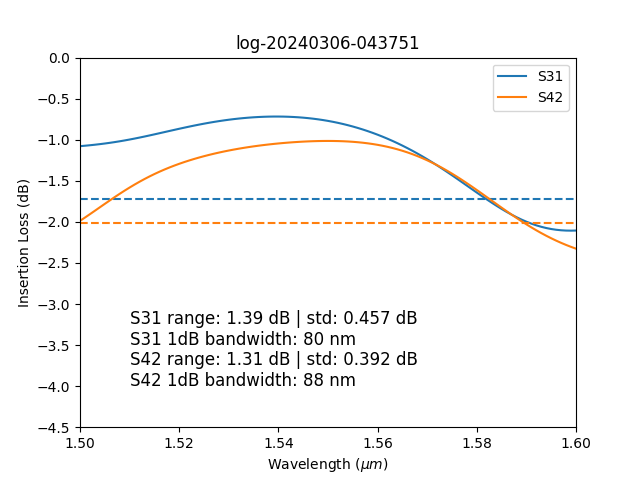 log-20240306-043751
S31
S42
Insertion Loss (dB)
0.0
−0.5
−1.0
−1.5
−2.0
−2.5
−3.0
−3.5
−4.0
−4.5
S31 range: 1.39 dB | std: 0.457 dB
S31 1dB bandwidth: 80 nm
S42 range: 1.31 dB | std: 0.392 dB
S42 1dB bandwidth: 88 nm
1.50 1.52 1.54 1.56 1.58 1.60
Wavelength (μm)